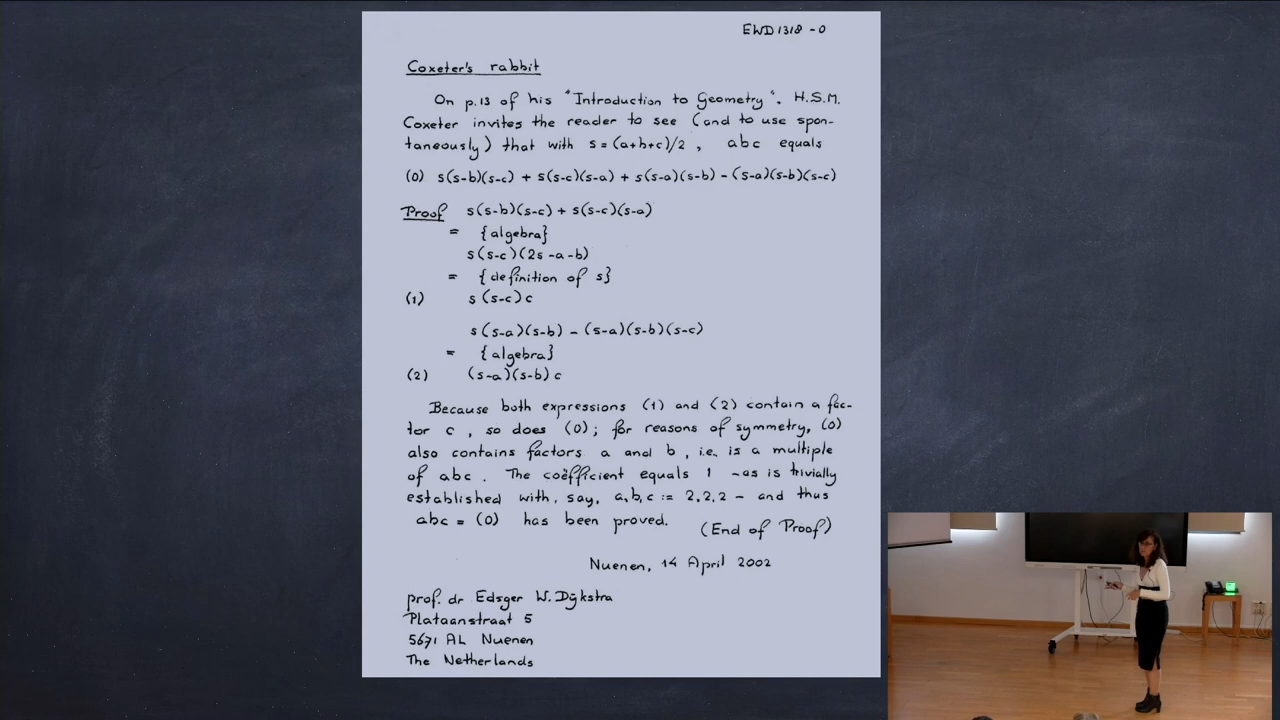 EWD1318 - 0
Coxeter's rabbit
On p.13 of his "Introduction to Geometry", H.S.M.
Coxeter invites the reader to see (and to use spon-
taneously) that with s = (a+b+c)/2 , abc equals
(0) s(s-b)(s-c) + s(s-c)(s-a) + s(s-a)(s-b) - (s-a)(s-b)(s-c)
Proof s(s-b)(s-c) + s(s-c)(s-a)
= {algebra}
s(s-c)(2s-a-b)
= {definition of s}
(1) s(s-c)c
s(s-a)(s-b) - (s-a)(s-b)(s-c)
= {algebra}
(2) (s-a)(s-b)c
Because both expressions (1) and (2) contain a fac-
tor c , so does (0); for reasons of symmetry, (0)
also contains factors a and b , i.e. is a multiple
of abc . The coëfficient equals 1 -as is trivially
established with, say, a,b,c := 2,2,2 - and thus
abc = (0) has been proved. (End of Proof)
Nuenen, 14 April 2002
prof. dr Edsger W. Dijkstra
Plataanstraat 5
5671 AL Nuenen
The Netherlands